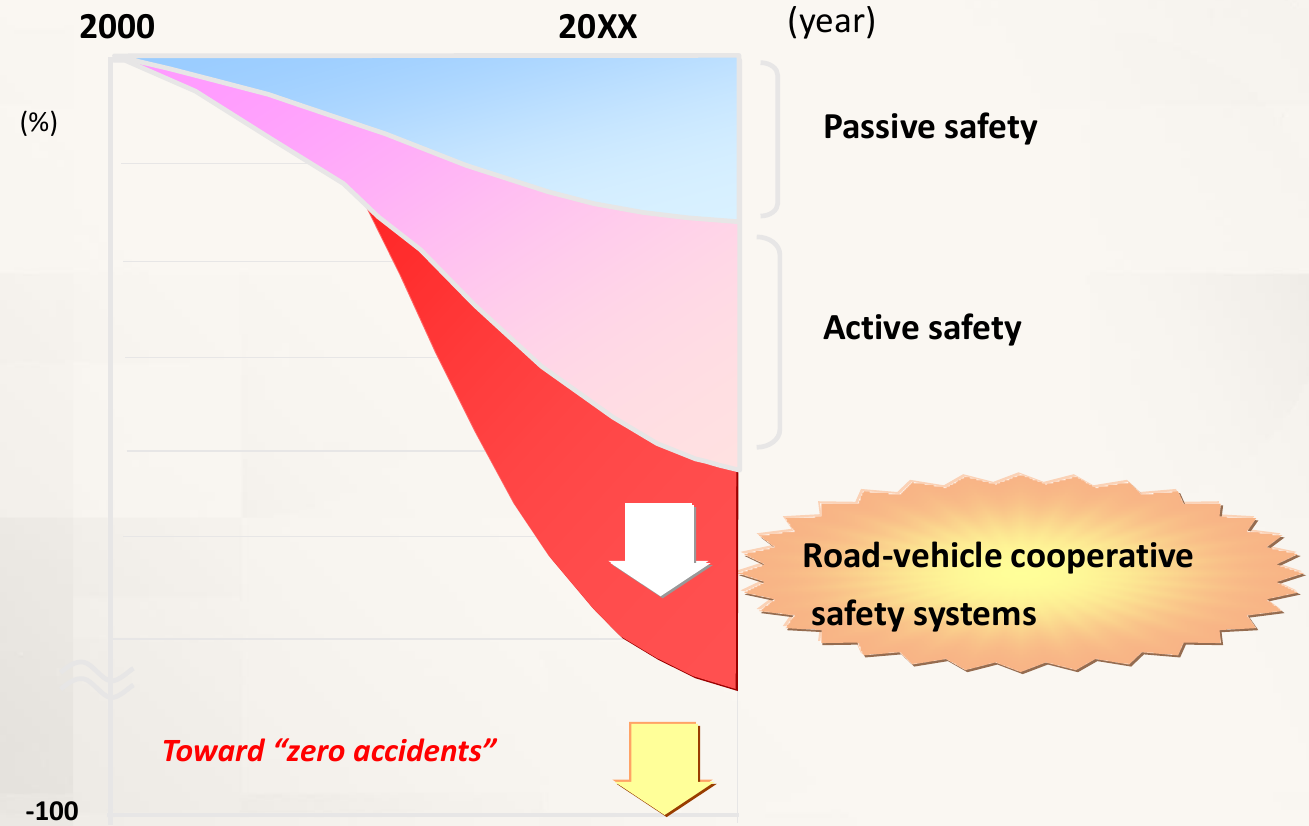 2000 20XX (year)
(%)
Passive safety
Active safety
Road-vehicle cooperative
safety systems
Toward “zero accidents”
-100